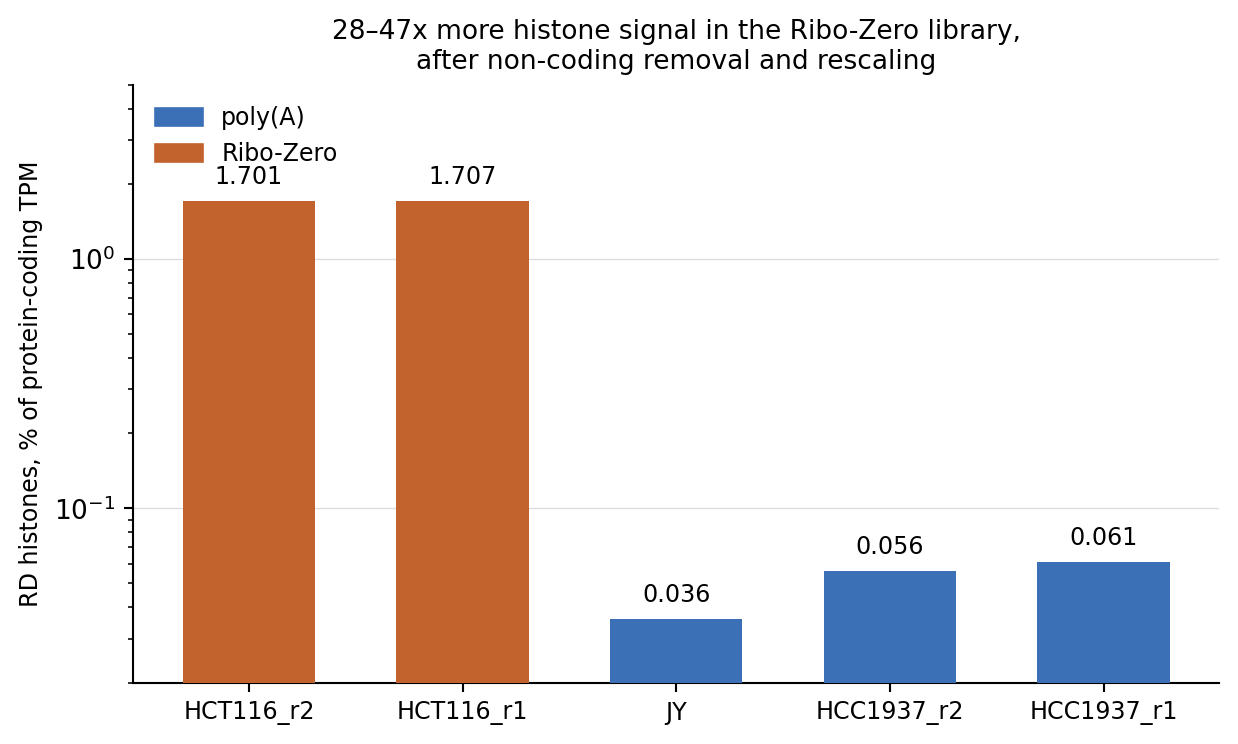 28–47x more histone signal in the Ribo-Zero library,
after non-coding removal and rescaling
RD histones, % of protein-coding TPM
10⁰
10⁻¹
poly(A)
Ribo-Zero
1.701
1.707
0.036
0.056
0.061
HCT116_r2
HCT116_r1
JY
HCC1937_r2
HCC1937_r1